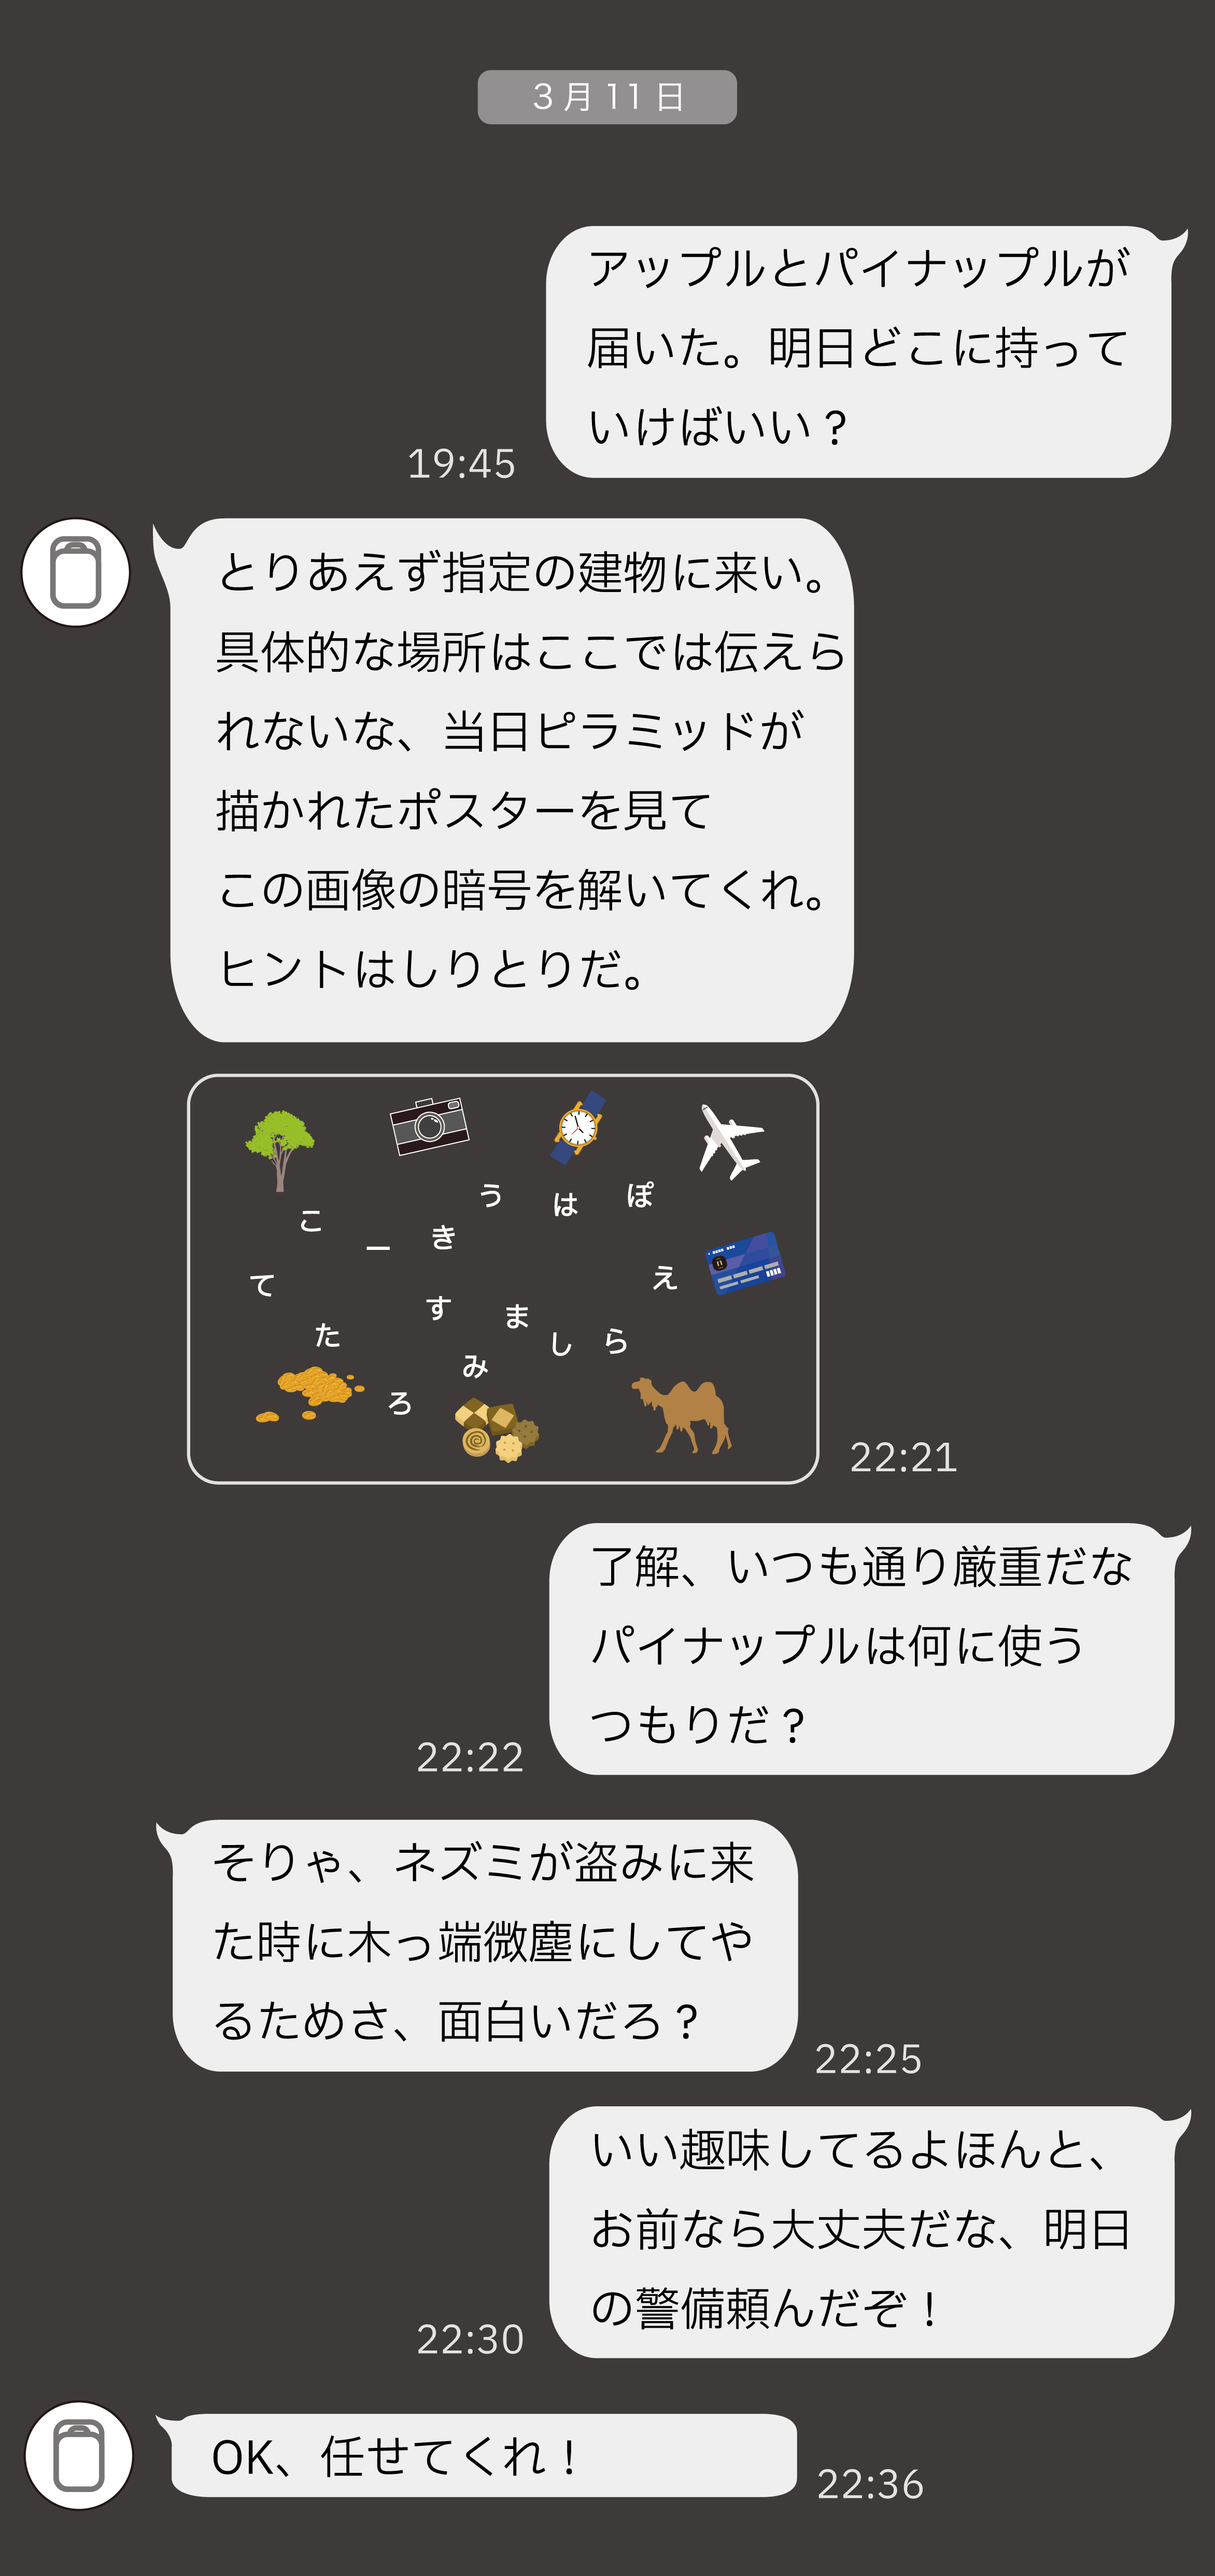 3月11日
アップルとパイナップルが
届いた。明日どこに持って
いけばいい？
19:45
とりあえず指定の建物に来い。
具体的な場所はここでは伝えら
れないな、当日ピラミッドが
描かれたポスターを見て
この画像の暗号を解いてくれ。
ヒントはしりとりだ。
う は ぽ
こ ー き
て え
た す ま し ら
み
ろ
22:21
了解、いつも通り厳重だな
パイナップルは何に使う
つもりだ？
22:22
そりゃ、ネズミが盗みに来
た時に木っ端微塵にしてや
るためさ、面白いだろ？
22:25
いい趣味してるよほんと、
お前なら大丈夫だな、明日
の警備頼んだぞ！
22:30
OK、任せてくれ！
22:36